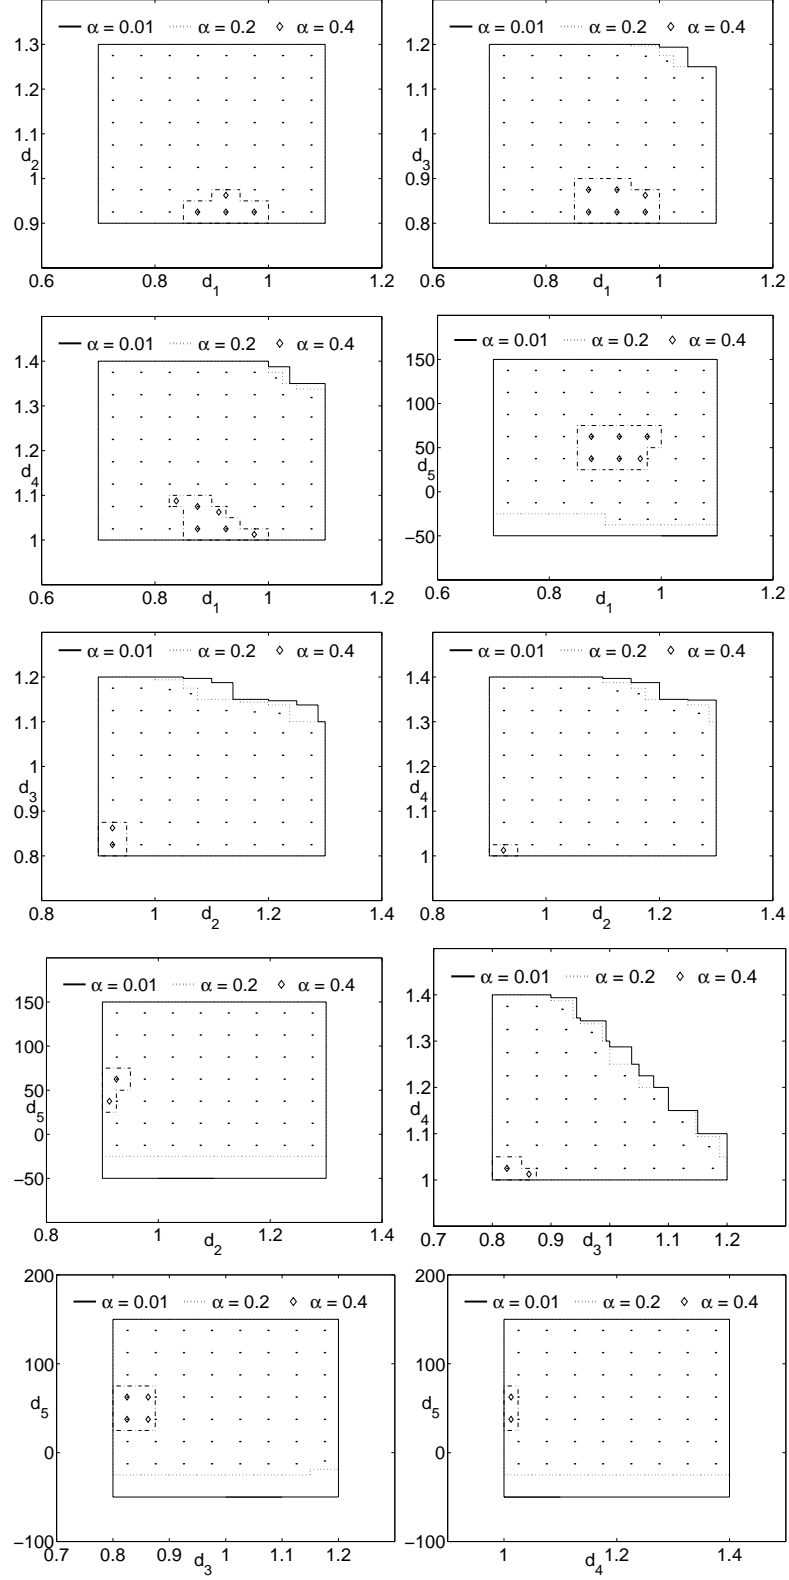 α = 0.01 α = 0.2 α = 0.4
1.3
1.2
1.1
d2
1
0.9
0.6 0.8 1 1.2
d1
α = 0.01 α = 0.2 α = 0.4
1.2
1.1
1
d3
0.9
0.8
0.6 0.8 1 1.2
d1
α = 0.01 α = 0.2 α = 0.4
1.4
1.3
1.2
d4
1.1
1
0.6 0.8 1 1.2
d1
α = 0.01 α = 0.2 α = 0.4
150
100
50
d5
0
−50
0.6 0.8 1 1.2
d1
α = 0.01 α = 0.2 α = 0.4
1.2
1.1
1
d3
0.9
0.8
0.8 1 1.2 1.4
d2
α = 0.01 α = 0.2 α = 0.4
1.4
1.3
1.2
d4
1.1
1
0.8 1 1.2 1.4
d2
α = 0.01 α = 0.2 α = 0.4
150
100
50
d5
0
−50
0.8 1 1.2 1.4
d2
α = 0.01 α = 0.2 α = 0.4
1.4
1.3
1.2
d4
1.1
1
0.7 0.8 0.9 1 1.1 1.2
d3
200
α = 0.01 α = 0.2 α = 0.4
100
d5
0
−100
0.7 0.8 0.9 1 1.1 1.2
d3
200
α = 0.01 α = 0.2 α = 0.4
100
d5
0
−100
1 1.2 1.4
d4